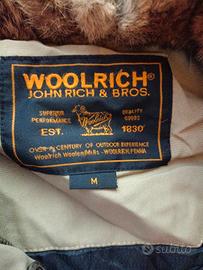 WOOLRICH®
JOHN RICH & BROS.
SUPERIOR PERFORMANCE
QUALITY GOODS
Woolrich
EST. 1830
OVER A CENTURY OF OUTDOOR EXPERIENCE
Woolrich Woolen Mills - WOOLRICH, PENNA
M
subito